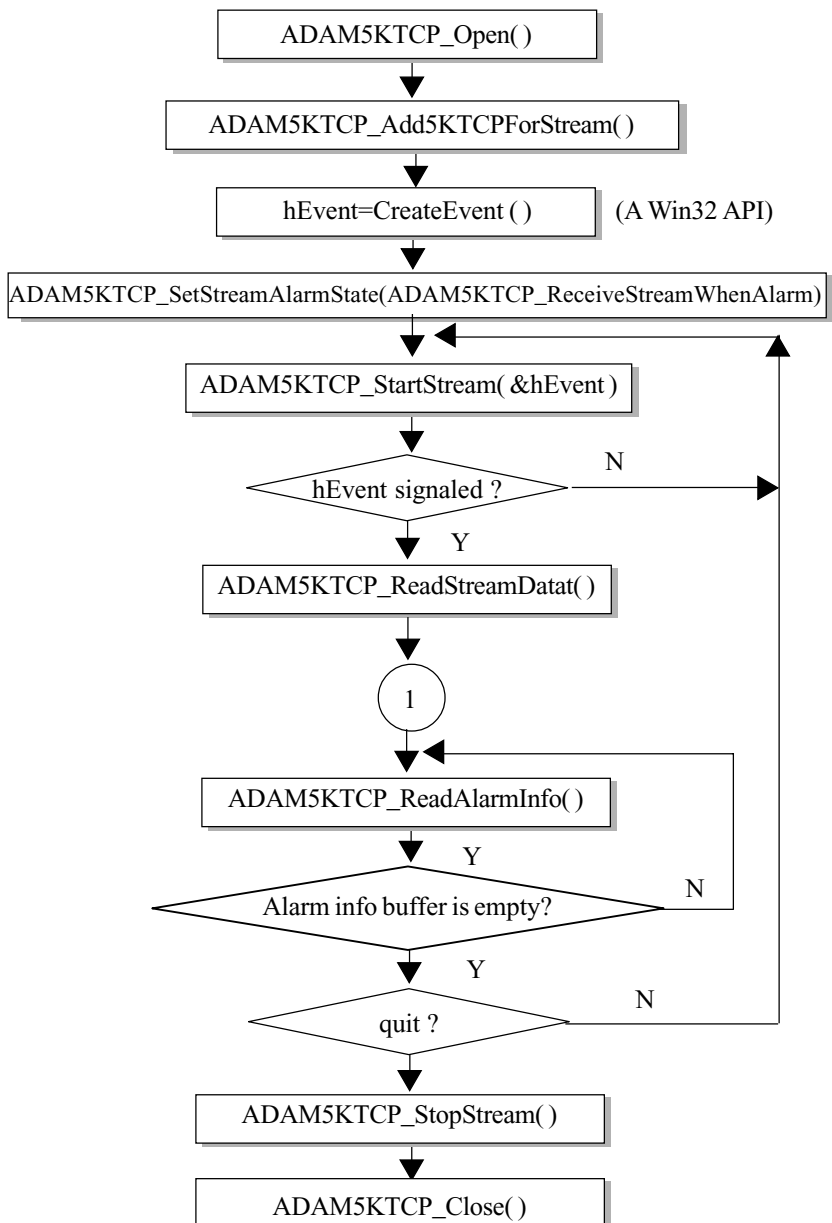 ADAM5KTCP_Open( )
ADAM5KTCP_Add5KTCPForStream( )
hEvent=CreateEvent ( ) (A Win32 API)
ADAM5KTCP_SetStreamAlarmState(ADAM5KTCP_ReceiveStreamWhenAlarm)
ADAM5KTCP_StartStream( &hEvent )
N
hEvent signaled ?
Y
ADAM5KTCP_ReadStreamDatat( )
1
ADAM5KTCP_ReadAlarmInfo( )
Y
Alarm info buffer is empty?
N
Y
N
quit ?
ADAM5KTCP_StopStream( )
ADAM5KTCP_Close( )